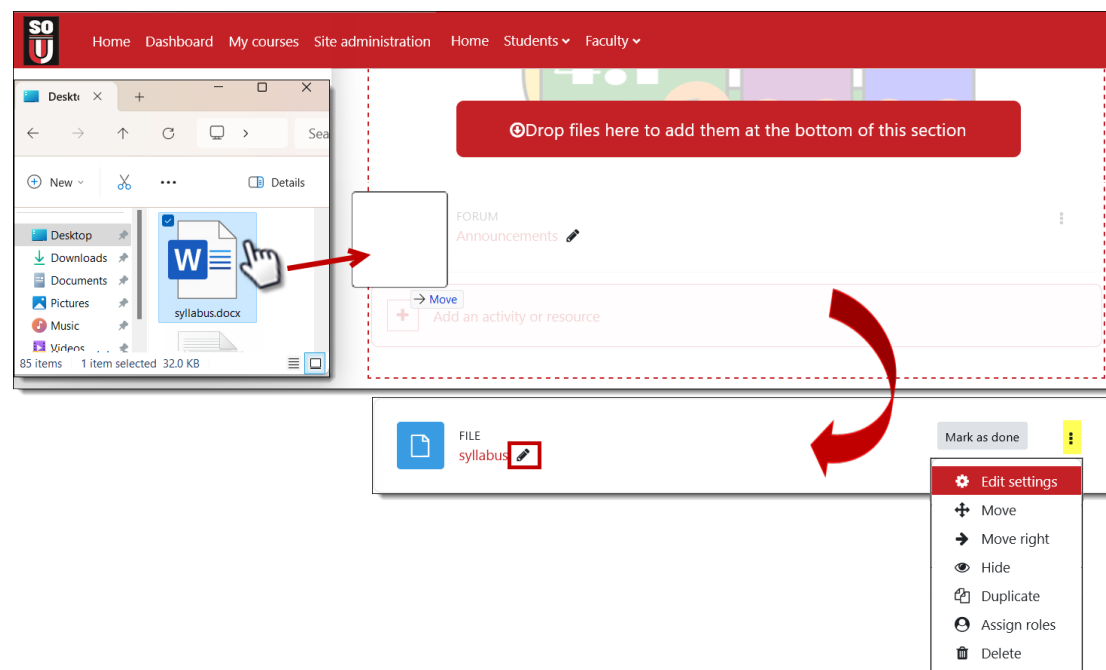 SO
U
Home Dashboard My courses Site administration Home Students Faculty
Deskt
Sea
New
Details
Desktop
Downloads
Documents
Pictures
Music
Videos
W
syllabus.docx
85 items 1 item selected 32.0 KB
4.1
Drop files here to add them at the bottom of this section
FORUM
Announcements
Move
Add an activity or resource
FILE
syllabus
Mark as done
Edit settings
Move
Move right
Hide
Duplicate
Assign roles
Delete